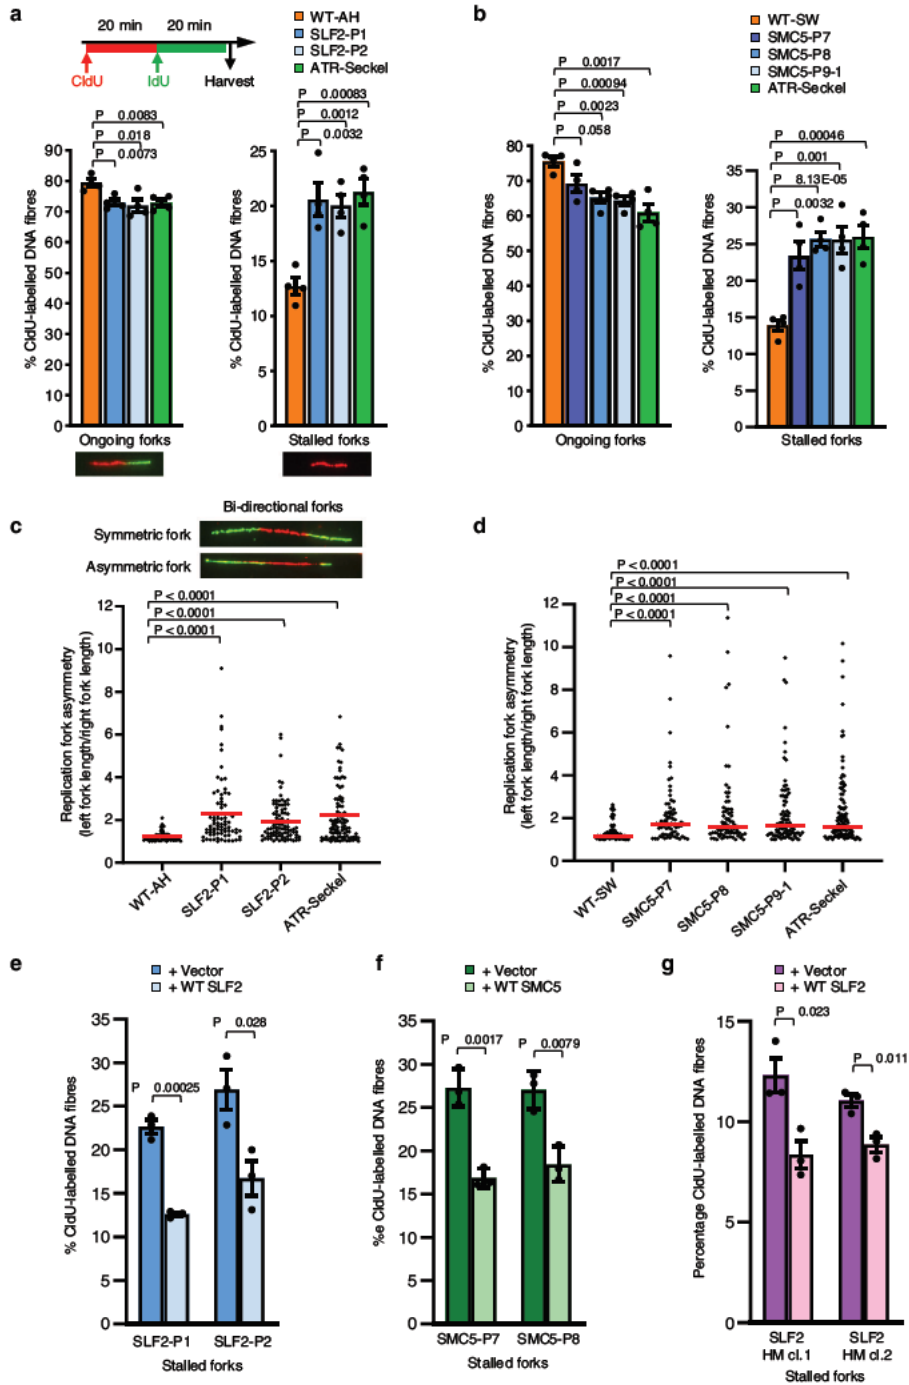 a
20 min 20 min
CldU IdU Harvest
WT-AH
SLF2-P1
SLF2-P2
ATR-Seckel
P 0.0083
P 0.018
P 0.0073
% CldU-labelled DNA fibres
90
80
70
60
50
40
30
20
10
0
Ongoing forks
P 0.00083
P 0.0012
P 0.0032
% CldU-labelled DNA fibres
25
20
15
10
5
0
Stalled forks
b
WT-SW
SMC5-P7
SMC5-P8
SMC5-P9-1
ATR-Seckel
P 0.0017
P 0.00094
P 0.0023
P 0.058
% CldU-labelled DNA fibres
80
70
60
50
40
30
20
10
0
Ongoing forks
P 0.00046
P 0.001
P 8.13E-05
P 0.0032
% CldU-labelled DNA fibres
35
30
25
20
15
10
5
0
Stalled forks
c
Bi-directional forks
Symmetric fork
Asymmetric fork
P < 0.0001
P < 0.0001
P < 0.0001
Replication fork asymmetry
(left fork length/right fork length)
12
10
8
6
4
2
0
WT-AH
SLF2-P1
SLF2-P2
ATR-Seckel
d
P < 0.0001
P < 0.0001
P < 0.0001
P < 0.0001
Replication fork asymmetry
(left fork length/right fork length)
12
10
8
6
4
2
0
WT-SW
SMC5-P7
SMC5-P8
SMC5-P9-1
ATR-Seckel
e
+ Vector
+ WT SLF2
P 0.00025
P 0.028
% CldU-labelled DNA fibres
35
30
25
20
15
10
5
0
SLF2-P1 SLF2-P2
Stalled forks
f
+ Vector
+ WT SMC5
P 0.0017
P 0.0079
%e CldU-labelled DNA fibres
35
30
25
20
15
10
5
0
SMC5-P7 SMC5-P8
Stalled forks
g
+ Vector
+ WT SLF2
P 0.023
P 0.011
Percentage CldU-labelled DNA fibres
15
10
5
0
SLF2 SLF2
HM cl.1 HM cl.2
Stalled forks